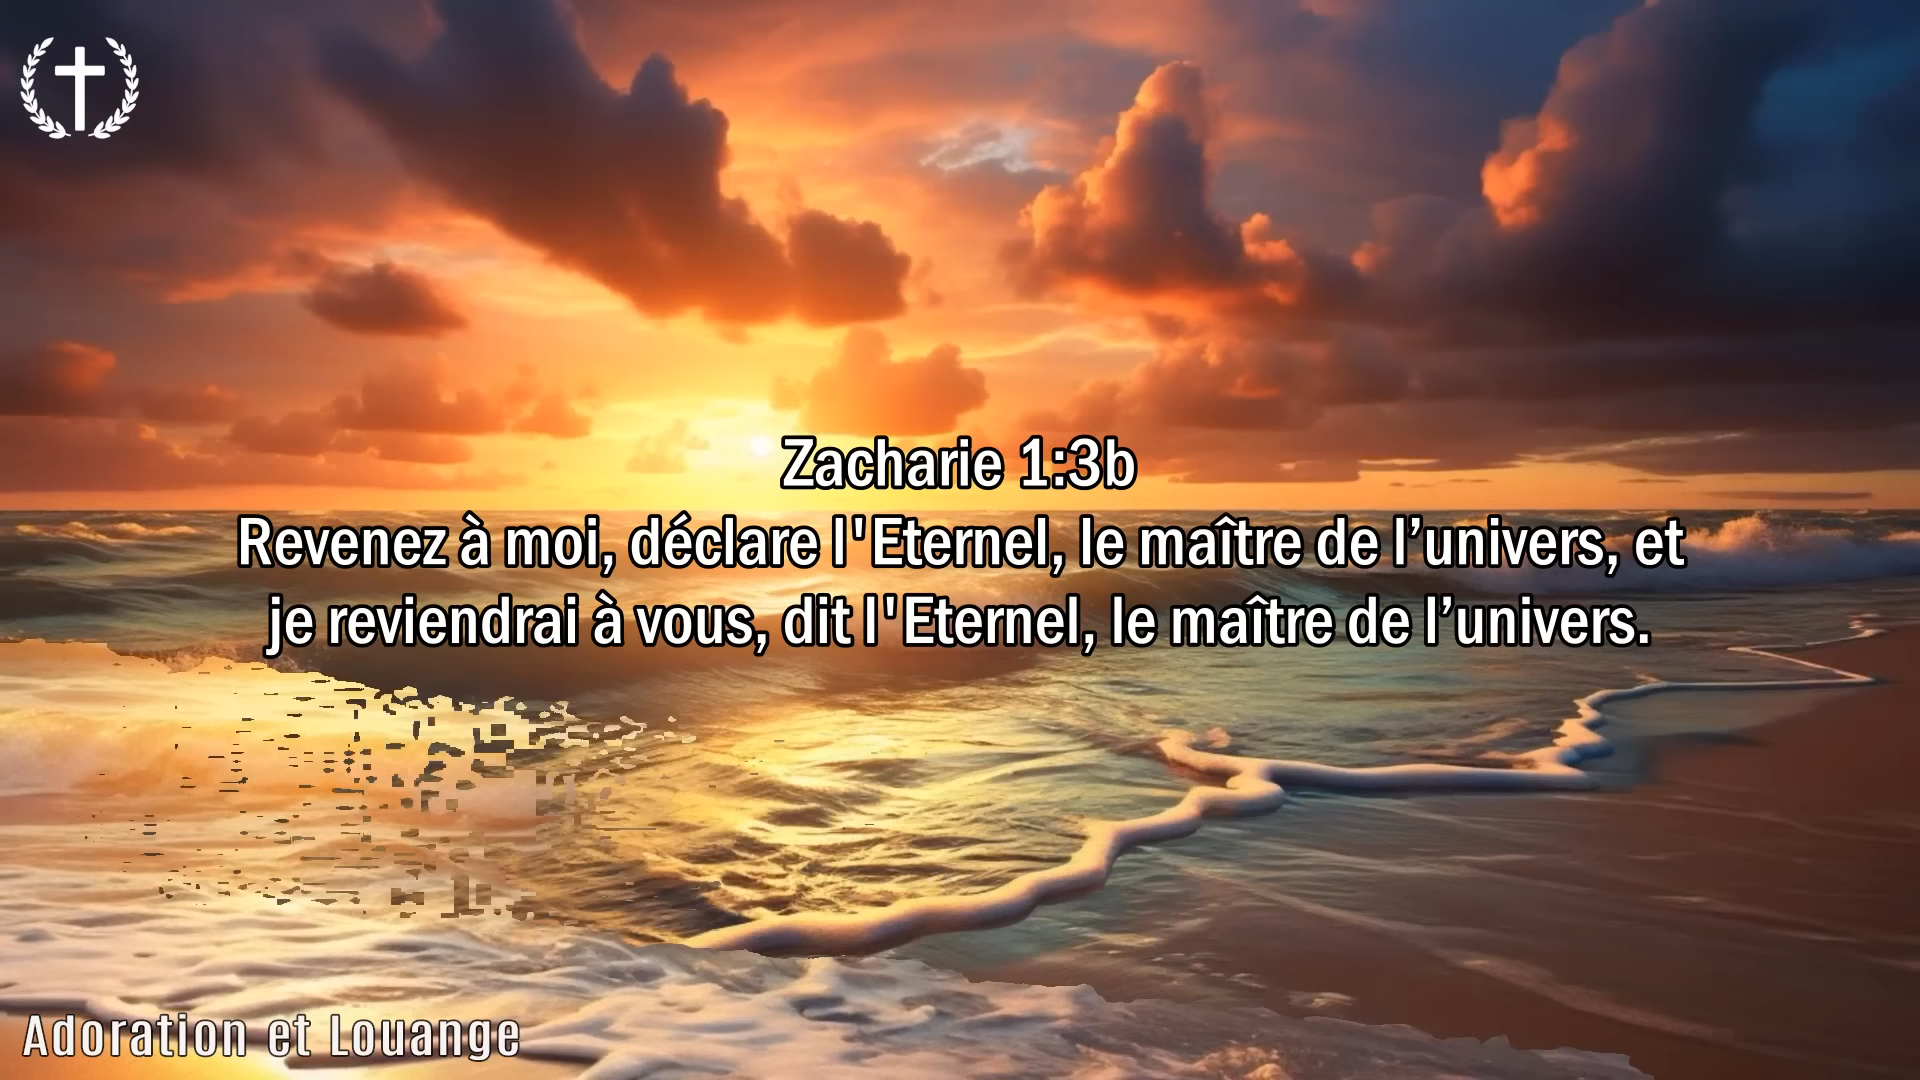 Zacharie 1:3b
Revenez à moi, déclare l'Eternel, le maître de l’univers, et
je reviendrai à vous, dit l'Eternel, le maître de l’univers.
Adoration et Louange